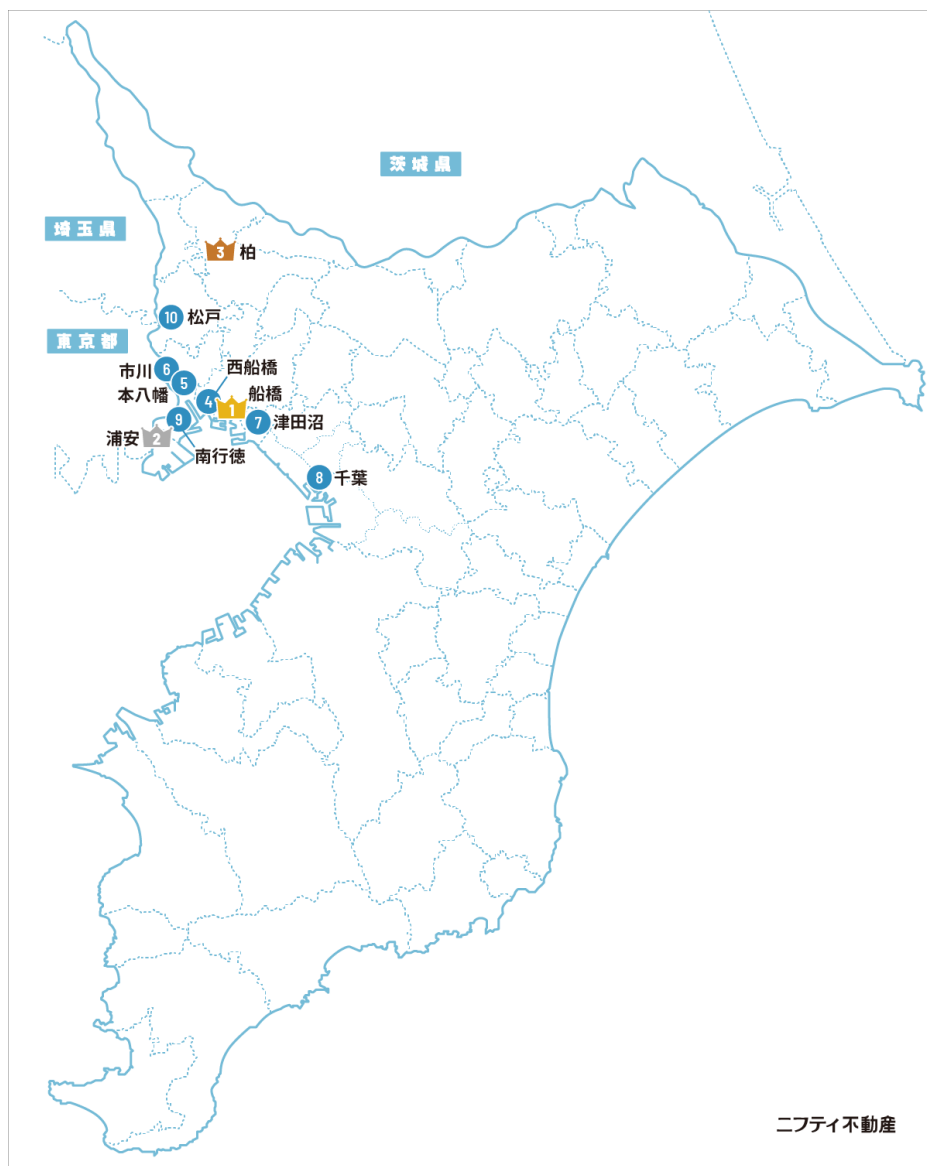 茨城県
埼玉県
3 柏
10 松戸
東京都
西船橋
市川 6
5
本八幡
船橋
4
1
9
7 津田沼
浦安 2
南行徳
8 千葉
ニフティ不動産